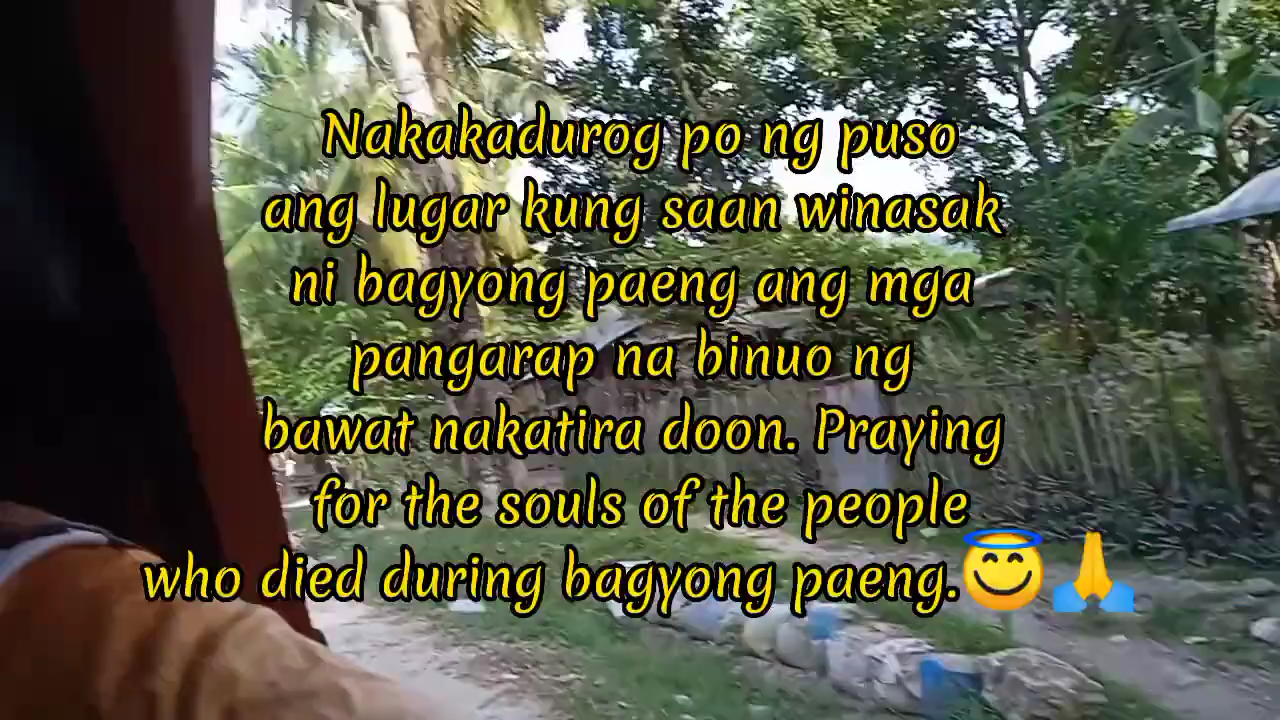 Nakakadurog po ng puso
ang lugar kung saan winasak
ni bagyong paeng ang mga
pangarap na binuo ng
bawat nakatira doon. Praying
for the souls of the people
who died during bagyong paeng.😇🙏